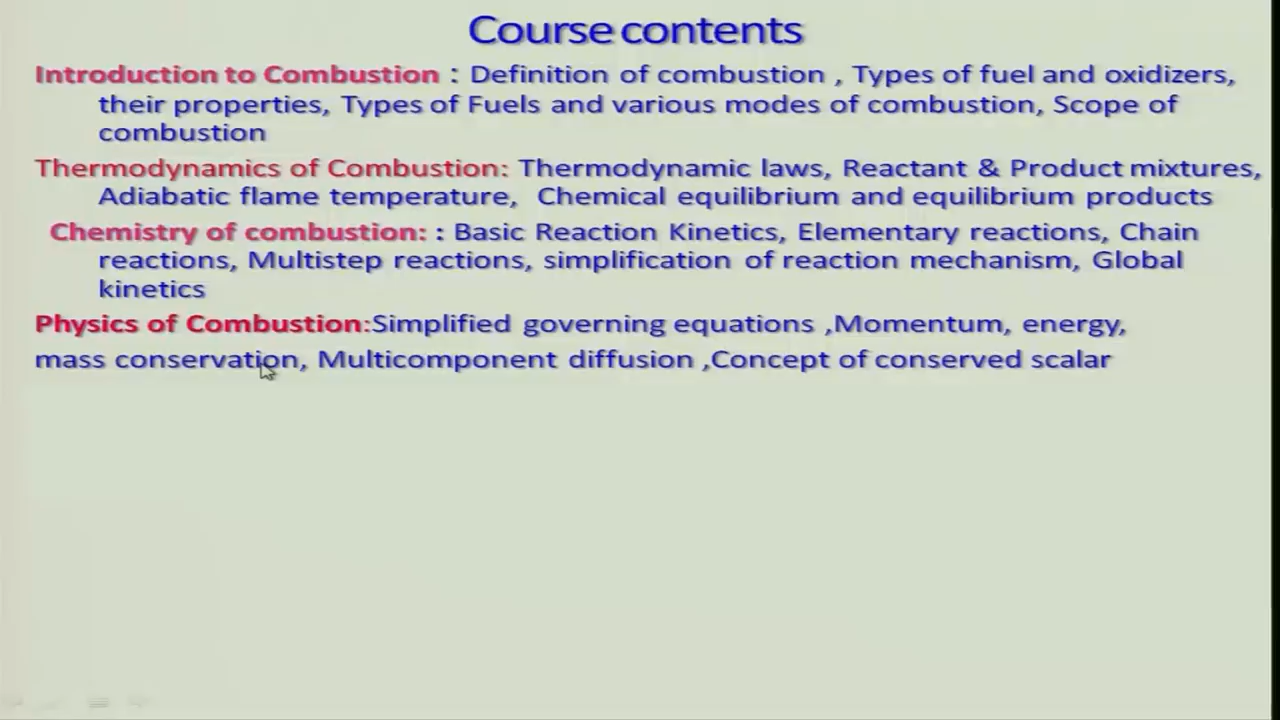 Course contents
Introduction to Combustion : Definition of combustion , Types of fuel and oxidizers,
their properties, Types of Fuels and various modes of combustion, Scope of
combustion
Thermodynamics of Combustion: Thermodynamic laws, Reactant & Product mixtures,
Adiabatic flame temperature, Chemical equilibrium and equilibrium products
Chemistry of combustion: : Basic Reaction Kinetics, Elementary reactions, Chain
reactions, Multistep reactions, simplification of reaction mechanism, Global
kinetics
Physics of Combustion:Simplified governing equations ,Momentum, energy,
mass conservation, Multicomponent diffusion ,Concept of conserved scalar